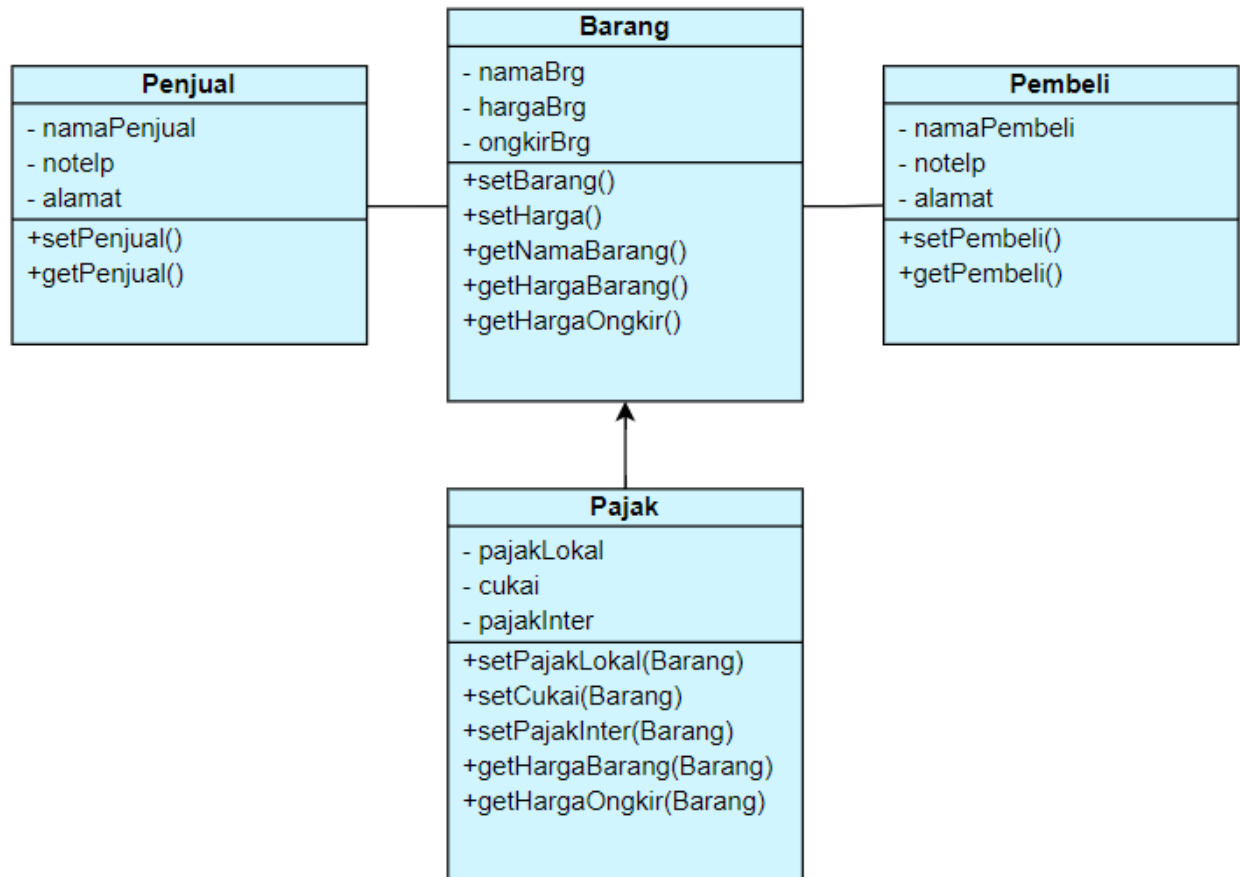 Barang
- namaBrg
- hargaBrg
- ongkirBrg
+setBarang()
+setHarga()
+getNamaBarang()
+getHargaBarang()
+getHargaOngkir()
Penjual
- namaPenjual
- notelp
- alamat
+setPenjual()
+getPenjual()
Pembeli
- namaPembeli
- notelp
- alamat
+setPembeli()
+getPembeli()
Pajak
- pajakLokal
- cukai
- pajakInter
+setPajakLokal(Barang)
+setCukai(Barang)
+setPajakInter(Barang)
+getHargaBarang(Barang)
+getHargaOngkir(Barang)